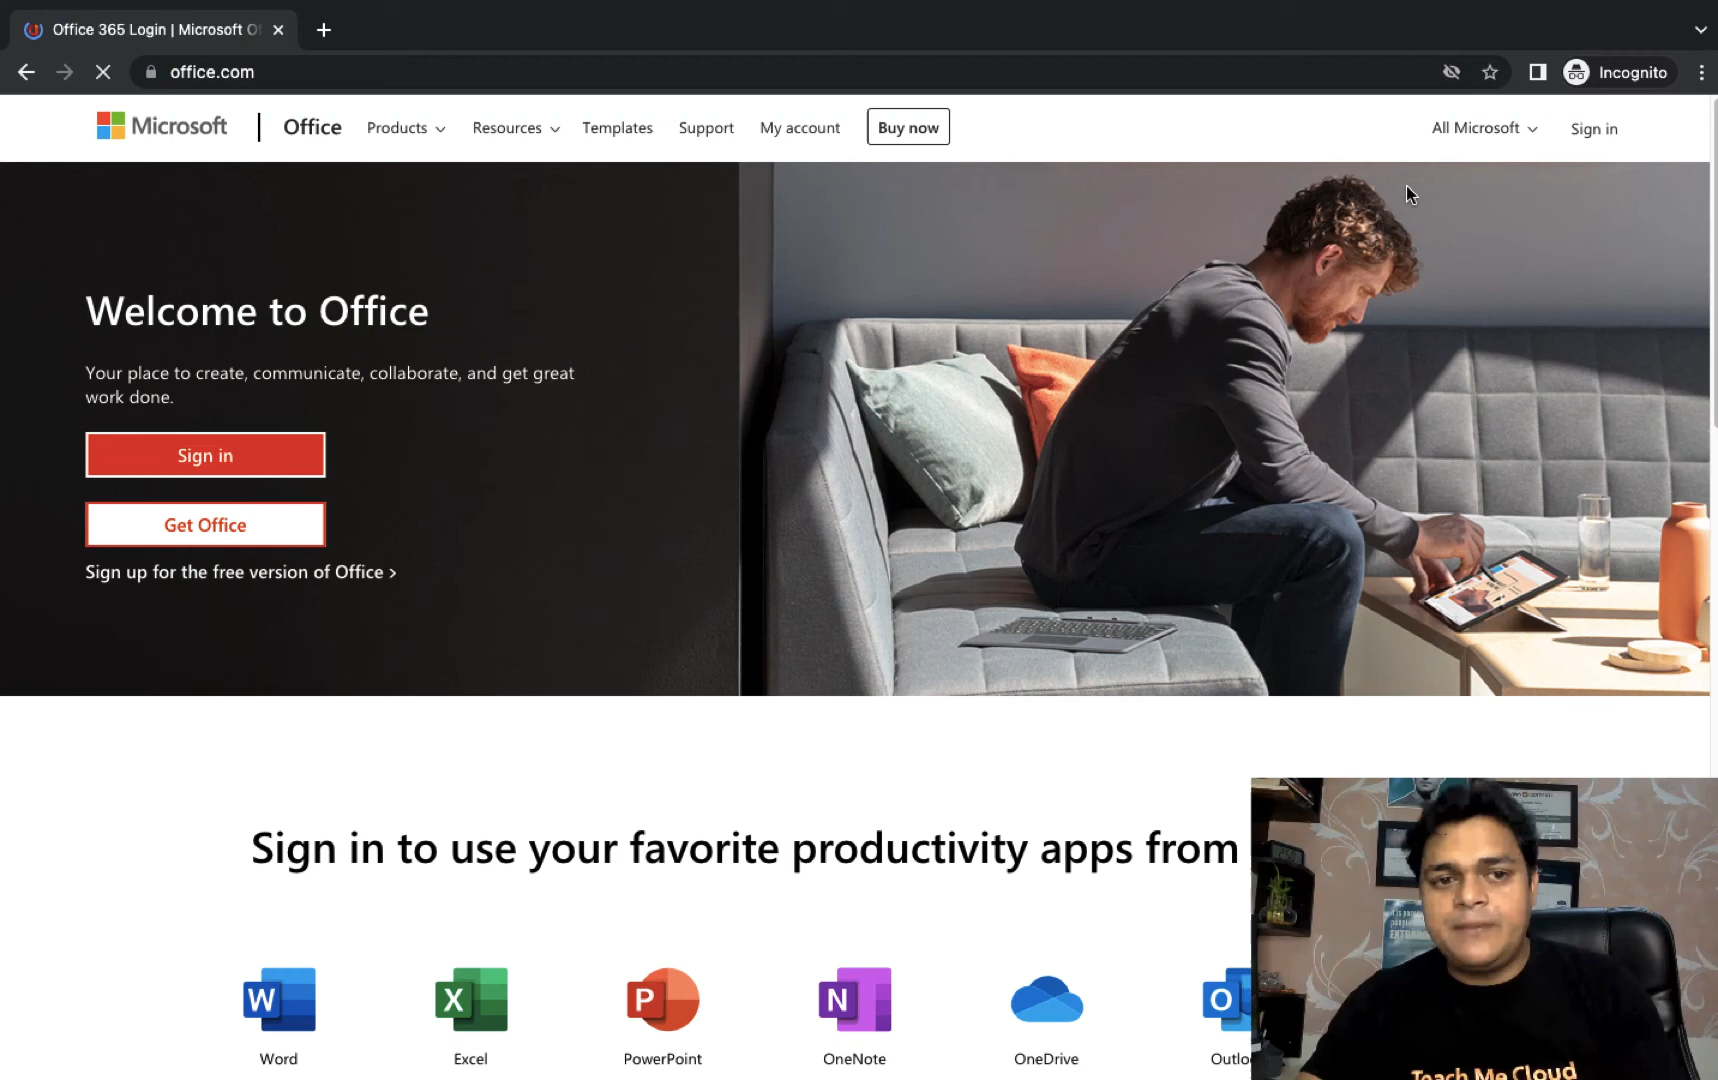 Office 365 Login | Microsoft Of
office.com
Incognito
Microsoft
Office
Products
Resources
Templates
Support
My account
Buy now
All Microsoft
Sign in
Welcome to Office
Your place to create, communicate, collaborate, and get great
work done.
Sign in
Get Office
Sign up for the free version of Office >
Sign in to use your favorite productivity apps from
W
X
P
N
O
Word
Excel
PowerPoint
OneNote
OneDrive
Outlo
Teach Me Cloud